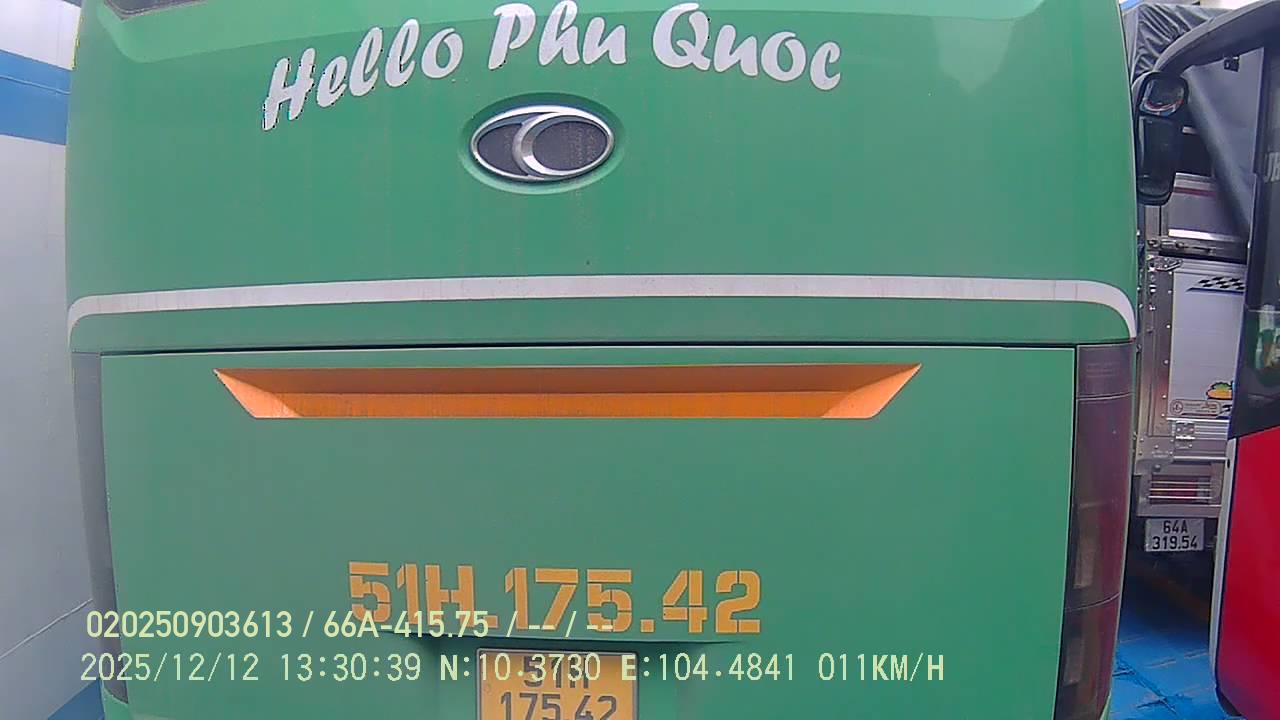 Hello Phu Quoc
51H.175.42
020250903613 / 66A-415.75 / -- / --
2025/12/12 13:30:39 N:10.3730 E:104.4841 011KM/H
51H
175.42
64A
319.54